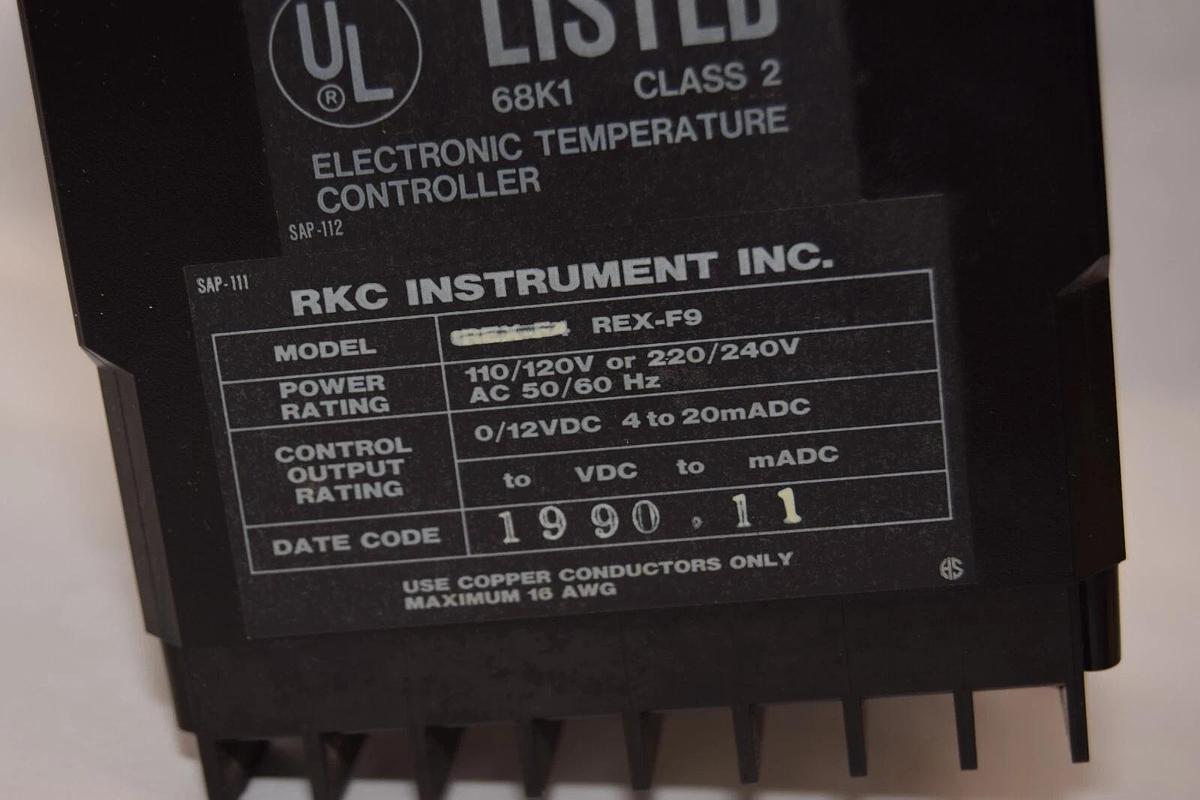 UL
®
LISTED
68K1 CLASS 2
ELECTRONIC TEMPERATURE
CONTROLLER
SAP-112
SAP-111
RKC INSTRUMENT INC.
MODEL REX-F9
POWER RATING 110/120V or 220/240V
AC 50/60 Hz
CONTROL OUTPUT RATING 0/12VDC 4 to 20mADC
to VDC to mADC
DATE CODE 1990.11
USE COPPER CONDUCTORS ONLY
MAXIMUM 16 AWG